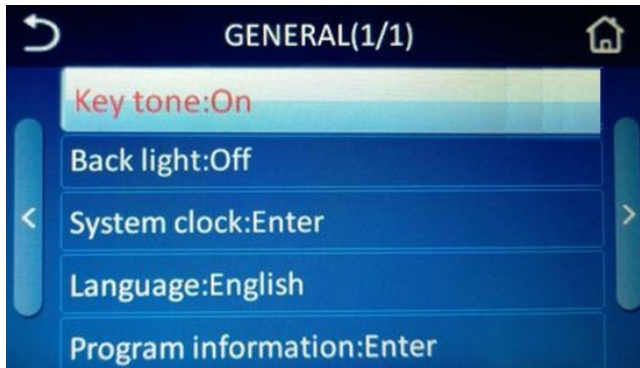 GENERAL(1/1)
Key tone:On
Back light:Off
System clock:Enter
Language:English
Program information:Enter